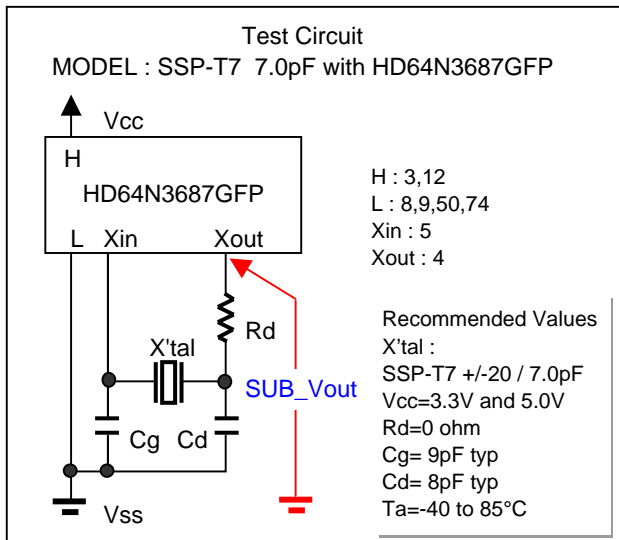 Test Circuit
MODEL : SSP-T7 7.0pF with HD64N3687GFP
Vcc
H
HD64N3687GFP
L Xin Xout
H : 3,12
L : 8,9,50,74
Xin : 5
Xout : 4
Rd
X'tal
SUB_Vout
Cg Cd
Vss
Recommended Values
X'tal :
SSP-T7 +/-20 / 7.0pF
Vcc=3.3V and 5.0V
Rd=0 ohm
Cg= 9pF typ
Cd= 8pF typ
Ta=-40 to 85°C